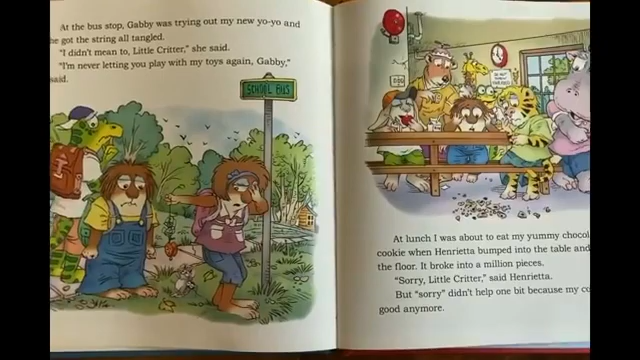 At the bus stop, Gabby was trying out my new yo-yo and
he got the string all tangled.
"I didn't mean to, Little Critter," she said.
"I'm never letting you play with my toys again, Gabby,"
said.
SCHOOL BUS
At lunch I was about to eat my yummy chocol
cookie when Henrietta bumped into the table and
the floor. It broke into a million pieces.
"Sorry, Little Critter," said Henrietta.
But "sorry" didn't help one bit because my co
good anymore.